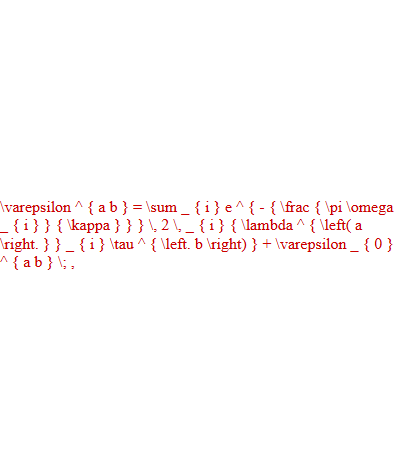 \varepsilon ^ { a b } = \sum _ { i } e ^ { - { \frac { \pi \omega
_ { i } } { \kappa } } } \, 2 \, _ { i } { \lambda ^ { \left( a
\right. } } _ { i } \tau ^ { \left. b \right) } + \varepsilon _ { 0 }
^ { a b } \; ,